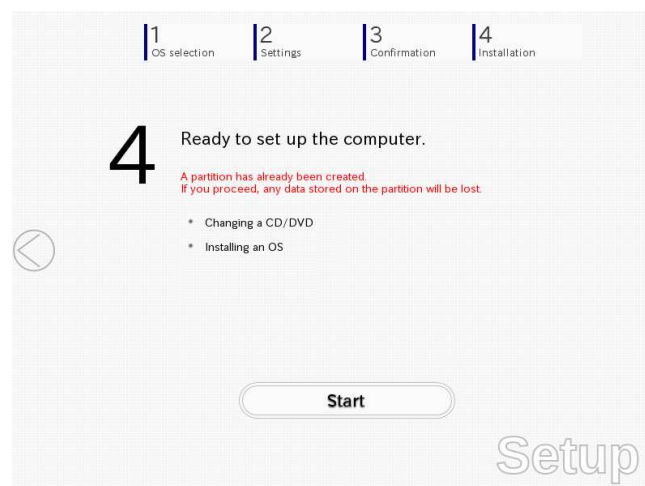 1
OS selection
2
Settings
3
Confirmation
4
Installation
4
Ready to set up the computer.
A partition has already been created.
If you proceed, any data stored on the partition will be lost.
• Changing a CD/DVD
• Installing an OS
Start
Setup